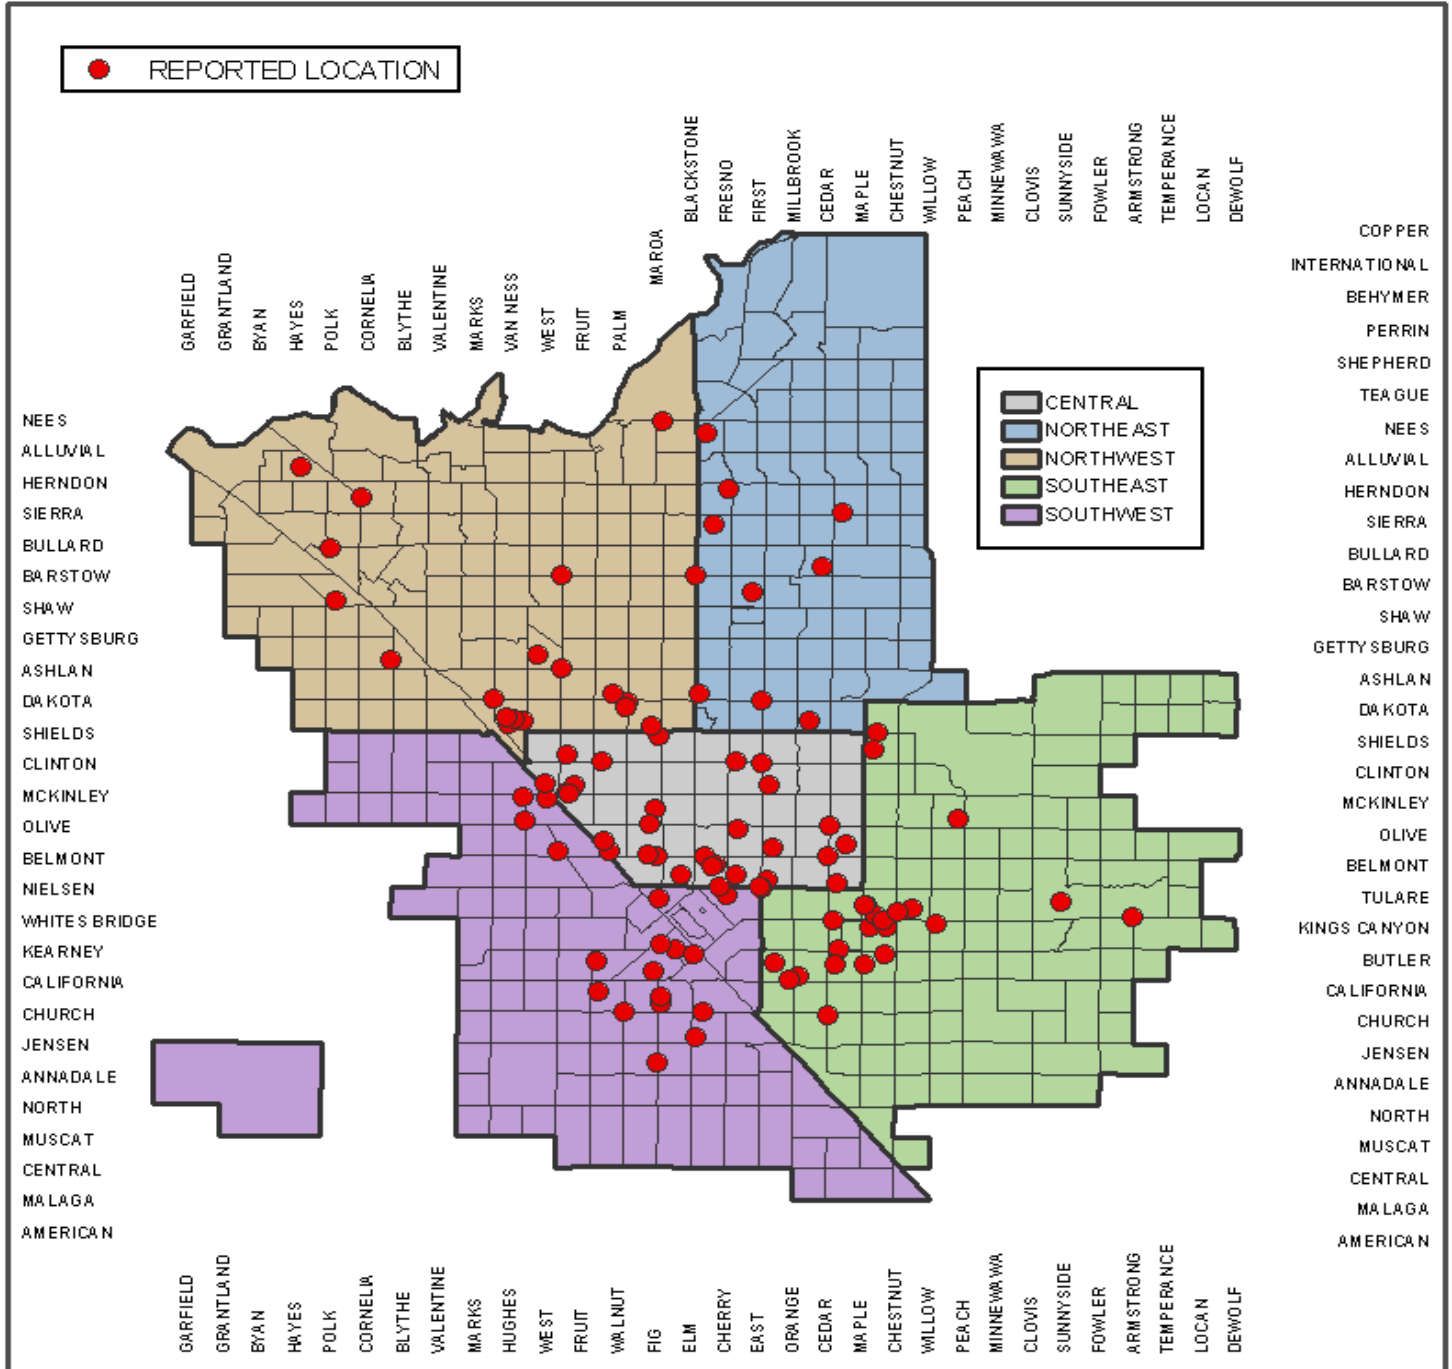 REPORTED LOCATION
BLACKSTONE
FRESNO
FIRST
MILLBROOK
CEDAR
MAPLE
CHESTNUT
WILLOW
PEACH
MINNEWAWA
CLOVIS
SUNNYSIDE
FOWLER
ARMSTRONG
TEMPERANCE
LOCAN
DEWOLF
GARFIELD
GRANTLAND
BYAN
HAYES
POLK
CORNELIA
BLYTHE
VALENTINE
MARKS
VAN NESS
WEST
FRUIT
PALM
MAROA
COPPER
INTERNATIONAL
BEHYMER
PERRIN
SHEPHERD
TEAGUE
NEES
ALLUVIAL
HERNDON
SIERRA
BULLARD
BARSTOW
SHAW
GETTYSBURG
ASHLAN
DAKOTA
SHIELDS
CLINTON
MCKINLEY
OLIVE
BELMONT
TULARE
KINGS CANYON
BUTLER
CALIFORNIA
CHURCH
JENSEN
ANNADALE
NORTH
MUSCAT
CENTRAL
MALAGA
AMERICAN
CENTRAL
NORTHEAST
NORTHWEST
SOUTHEAST
SOUTHWEST
NEES
ALLUVIAL
HERNDON
SIERRA
BULLARD
BARSTOW
SHAW
GETTYSBURG
ASHLAN
DAKOTA
SHIELDS
CLINTON
MCKINLEY
OLIVE
BELMONT
NIELSEN
WHITES BRIDGE
KEARNEY
CALIFORNIA
CHURCH
JENSEN
ANNADALE
NORTH
MUSCAT
CENTRAL
MALAGA
AMERICAN
GARFIELD
GRANTLAND
BYAN
HAYES
POLK
CORNELIA
BLYTHE
VALENTINE
MARKS
HUGHES
WEST
FRUIT
WALNUT
FIG
ELM
CHERRY
EAST
ORANGE
CEDAR
MAPLE
CHESTNUT
WILLOW
PEACH
MINNEWAWA
CLOVIS
SUNNYSIDE
FOWLER
ARMSTRONG
TEMPERANCE
LOCAN
DEWOLF